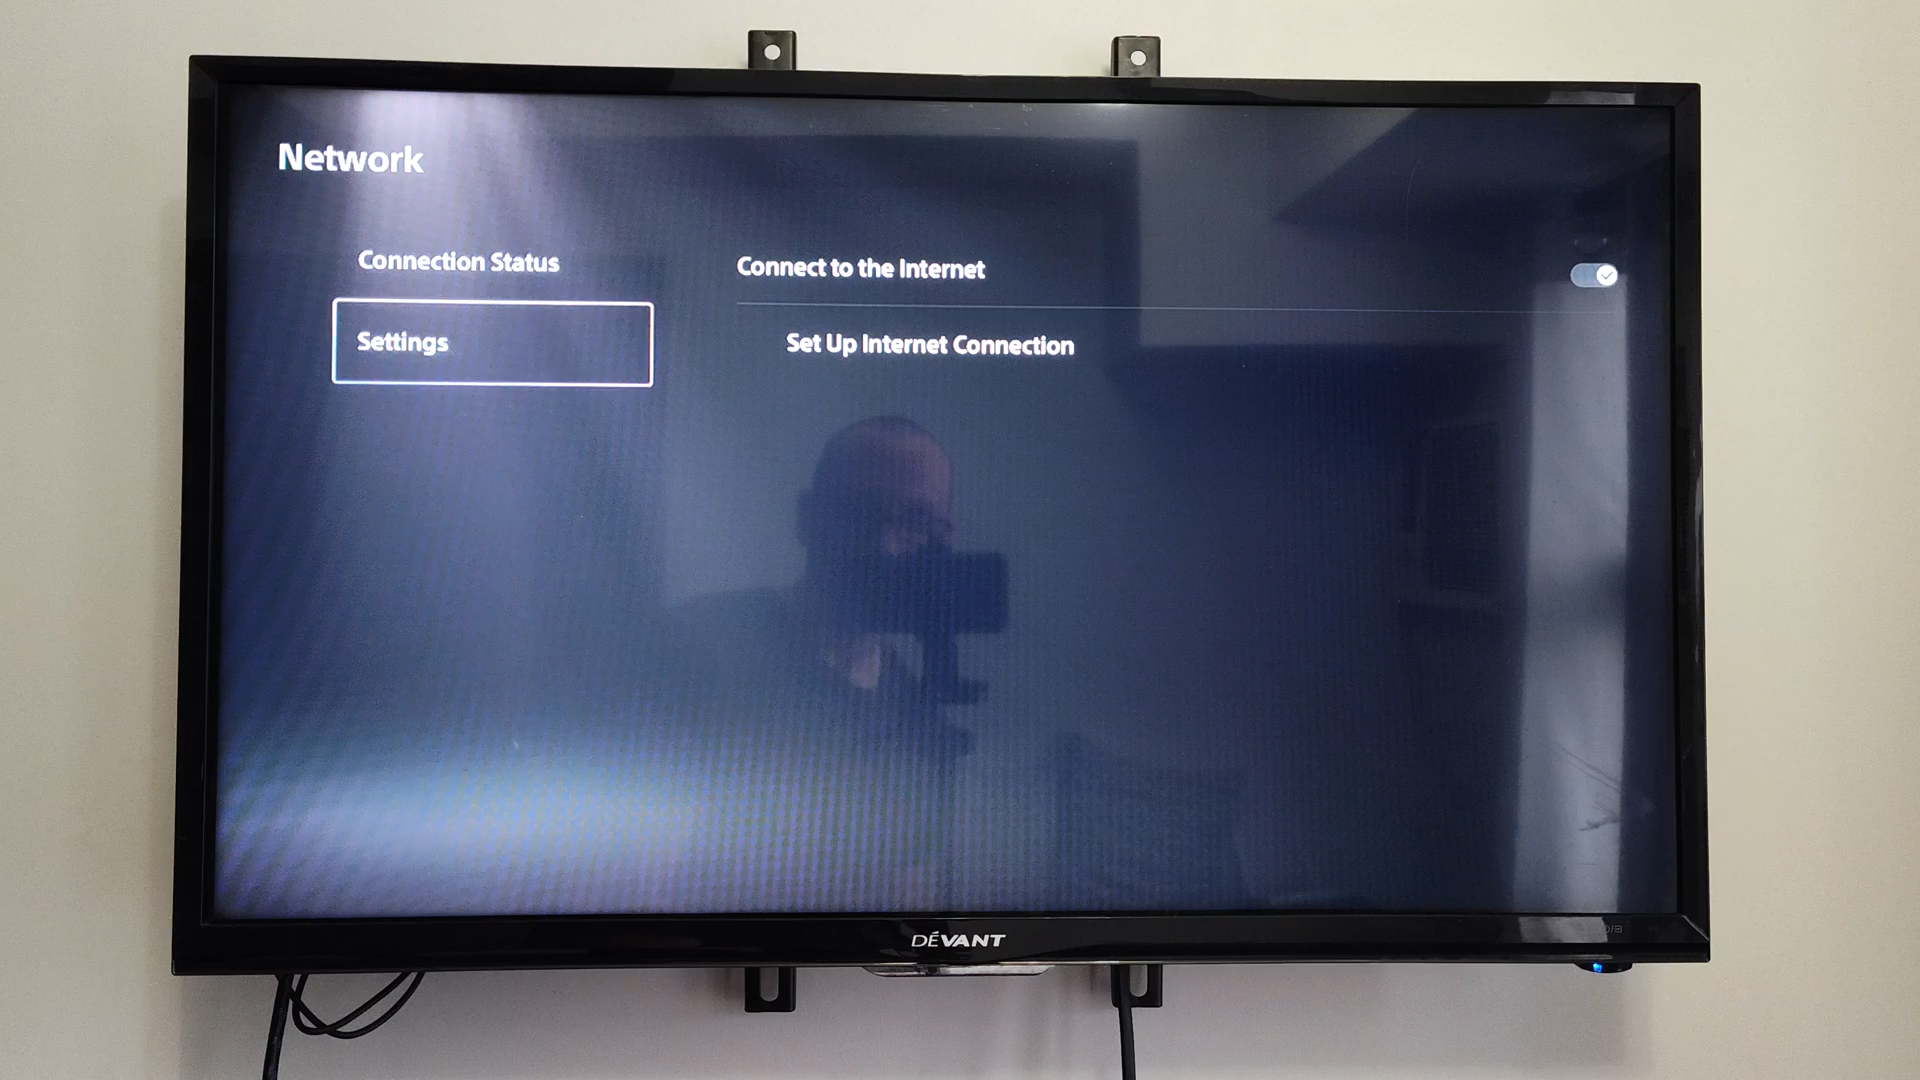 Network
Connection Status
Settings
Connect to the Internet
Set Up Internet Connection
DÉVANT